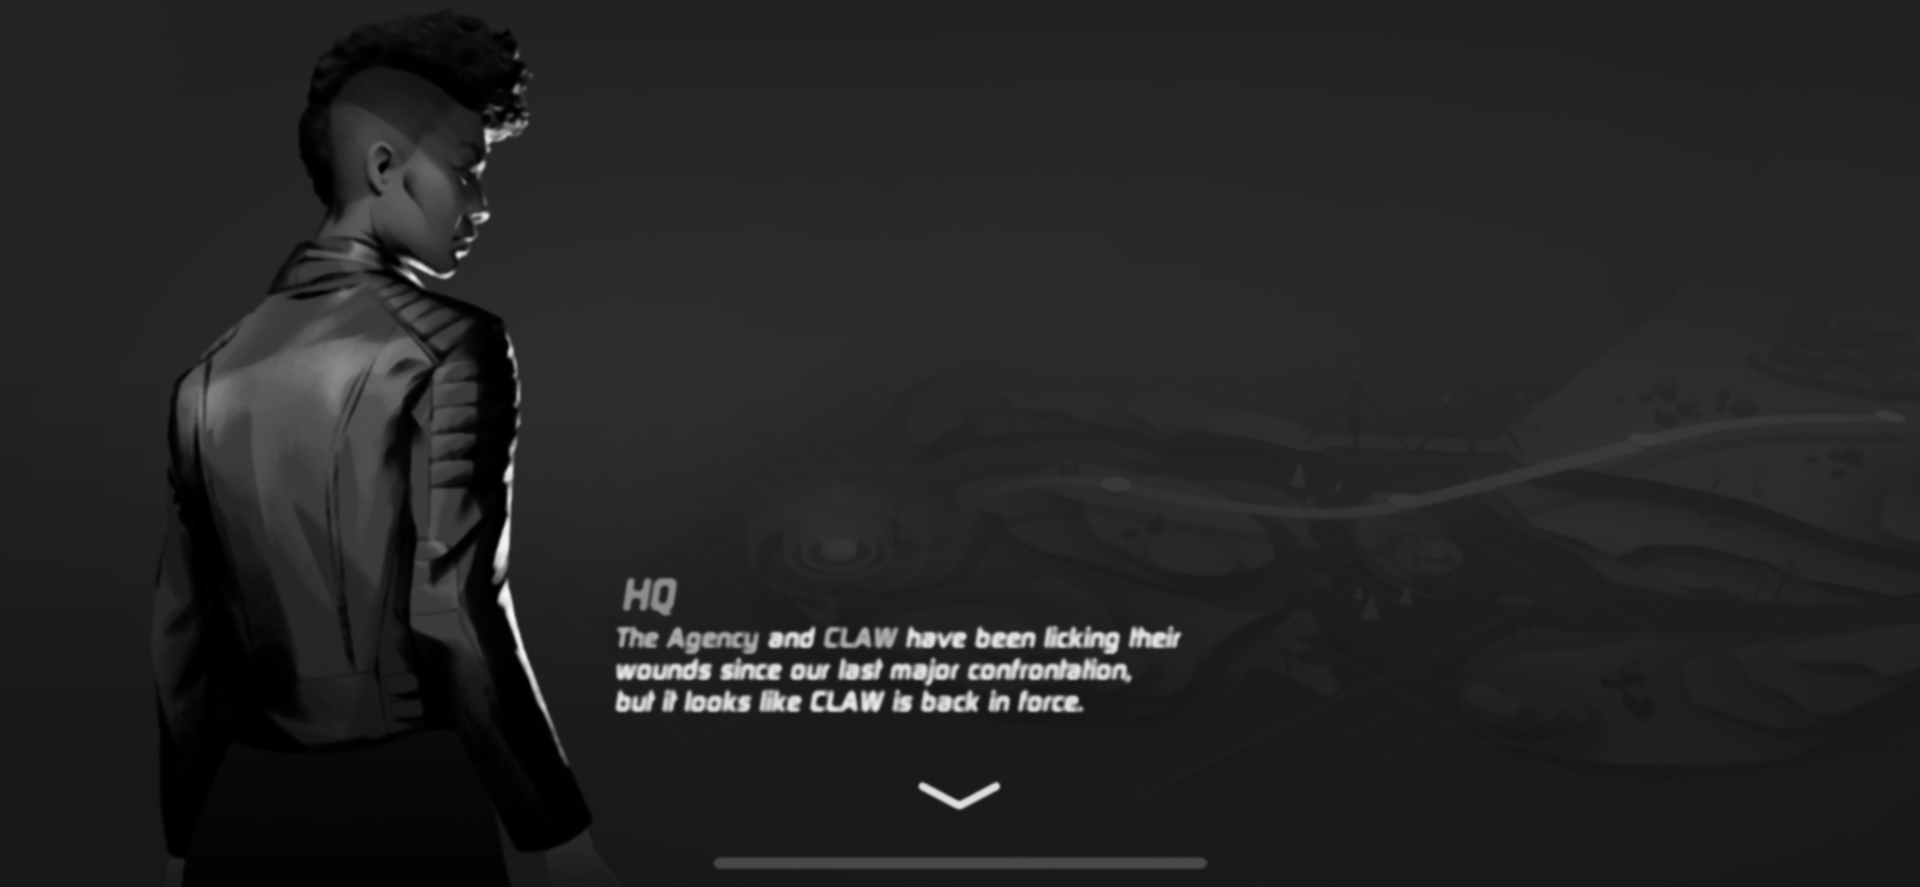 HQ
The Agency and CLAW have been licking their
wounds since our last major confrontation,
but it looks like CLAW is back in force.